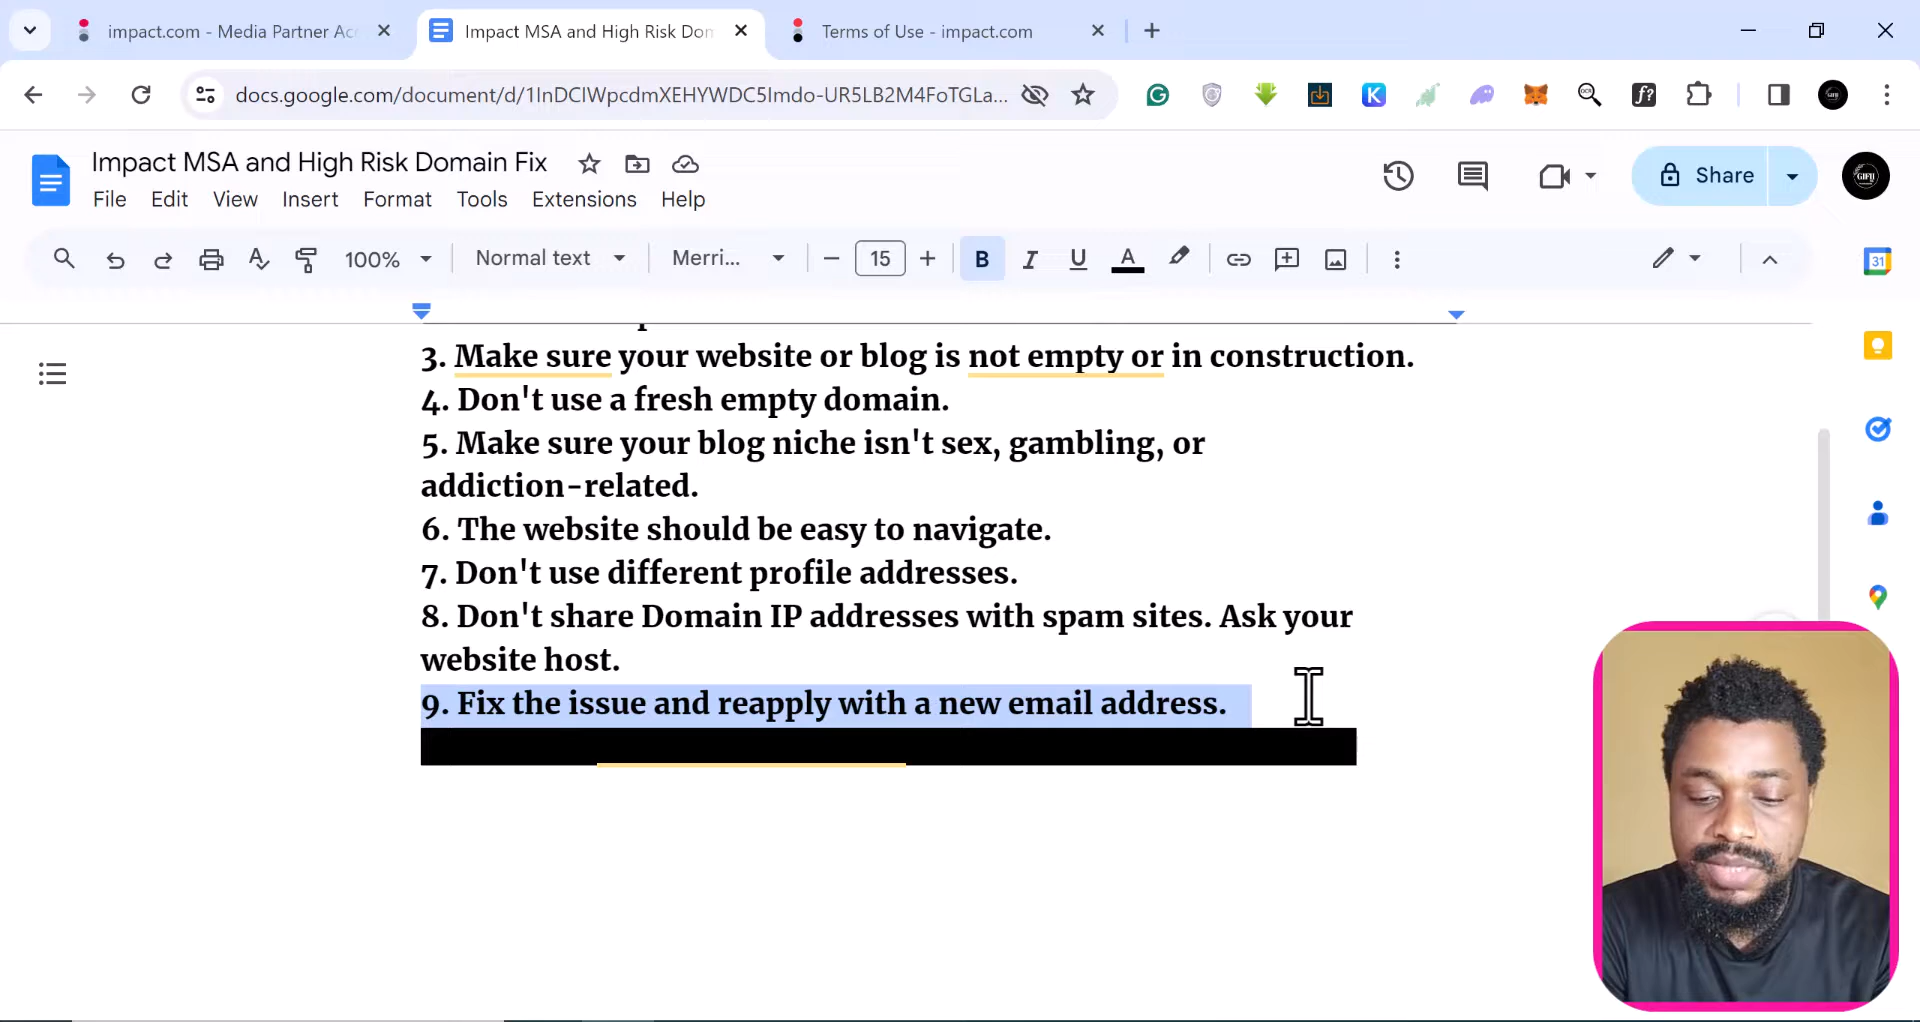 impact.com - Media Partner Acc
Impact MSA and High Risk Dom
Terms of Use - impact.com
docs.google.com/document/d/1InDCIWpcdmXEHYWDC5Imdo-UR5LB2M4FoTGLa...
Impact MSA and High Risk Domain Fix
Share
File Edit View Insert Format Tools Extensions Help
100% Normal text Merri... 15 B I U A
3. Make sure your website or blog is not empty or in construction.
4. Don't use a fresh empty domain.
5. Make sure your blog niche isn't sex, gambling, or
addiction-related.
6. The website should be easy to navigate.
7. Don't use different profile addresses.
8. Don't share Domain IP addresses with spam sites. Ask your
website host.
9. Fix the issue and reapply with a new email address.